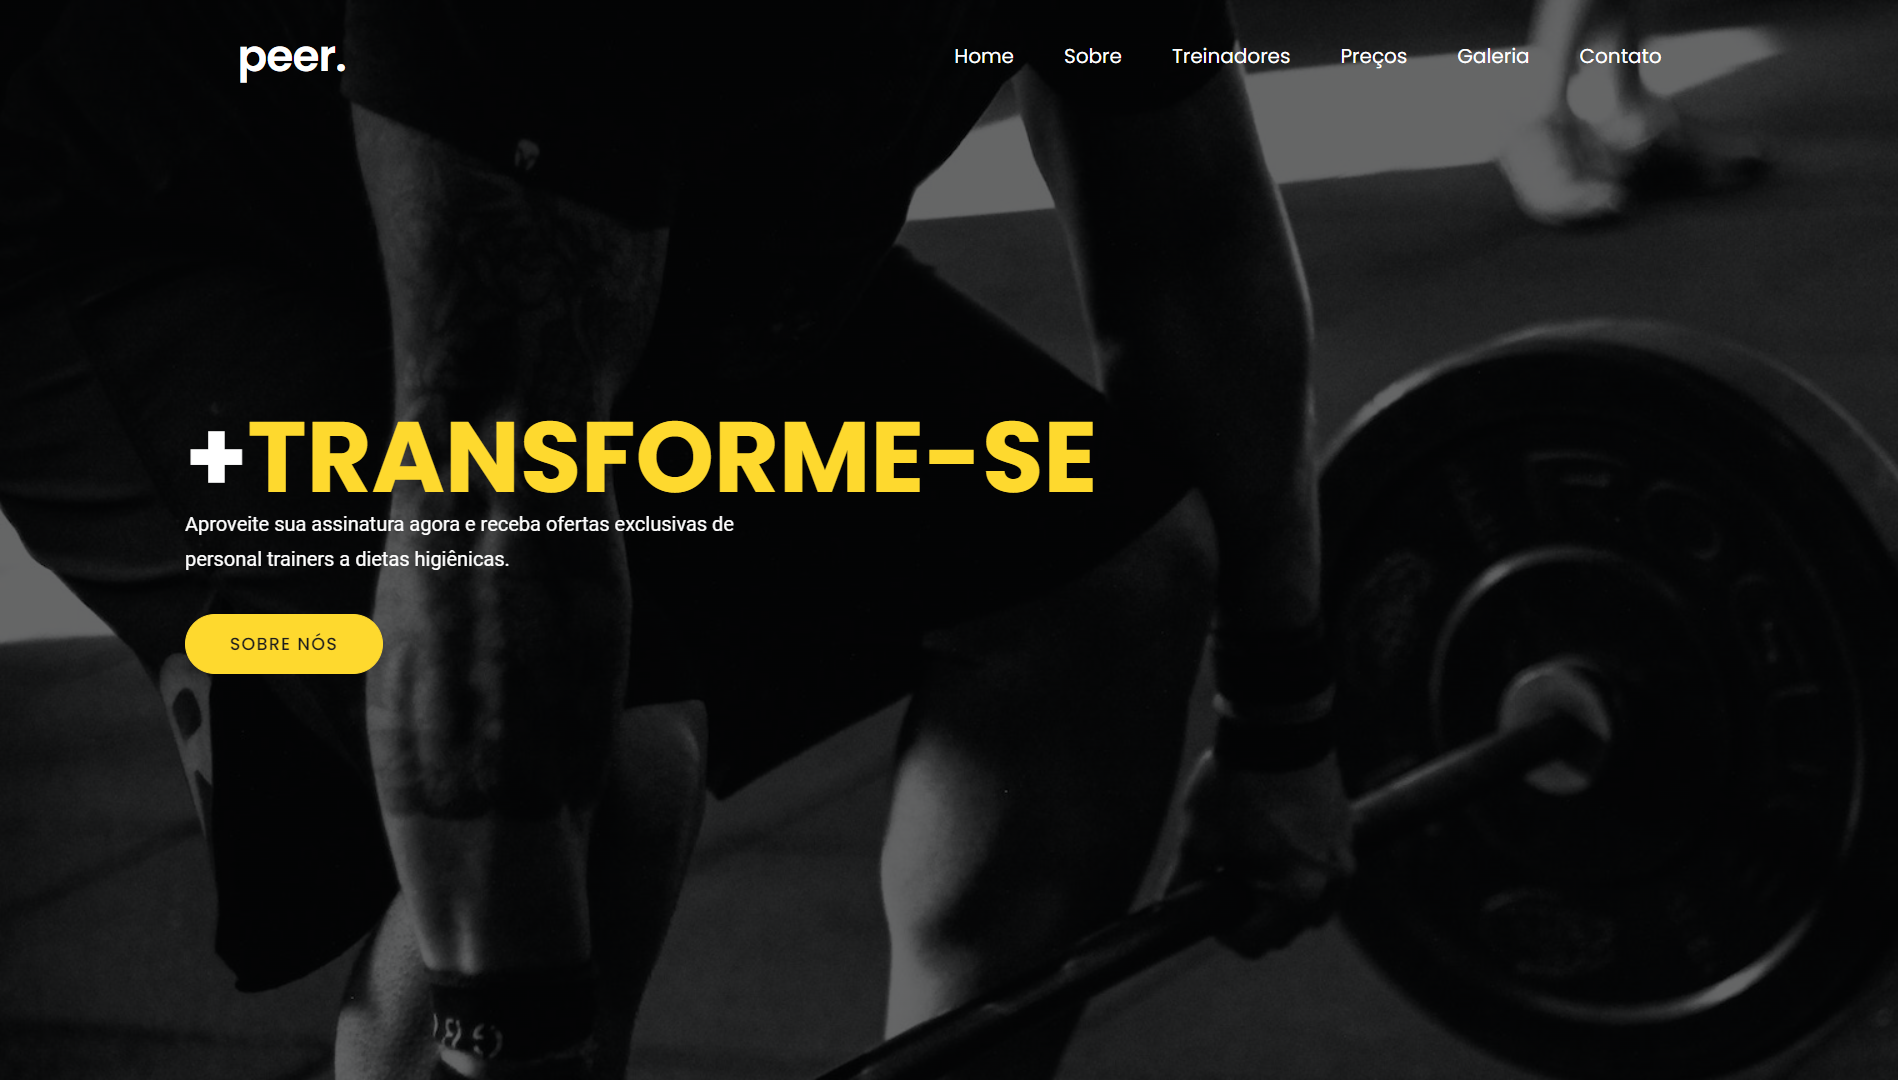 peer.
Home Sobre Treinadores Preços Galeria Contato
+TRANSFORME-SE
Aproveite sua assinatura agora e receba ofertas exclusivas de
personal trainers a dietas higiênicas.
SOBRE NÓS